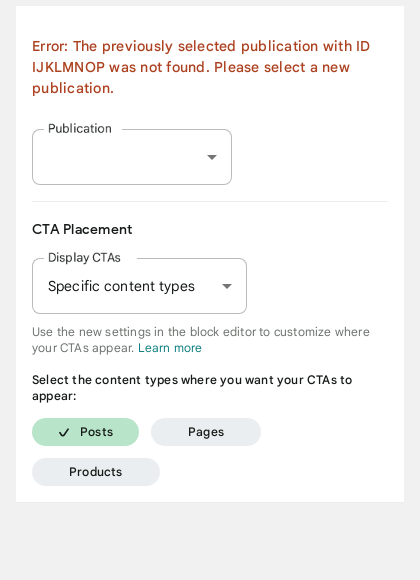 Error: The previously selected publication with ID
IJKLMNOP was not found. Please select a new
publication.
Publication
CTA Placement
Display CTAs
Specific content types
Use the new settings in the block editor to customize where
your CTAs appear. Learn more
Select the content types where you want your CTAs to
appear:
Posts
Pages
Products